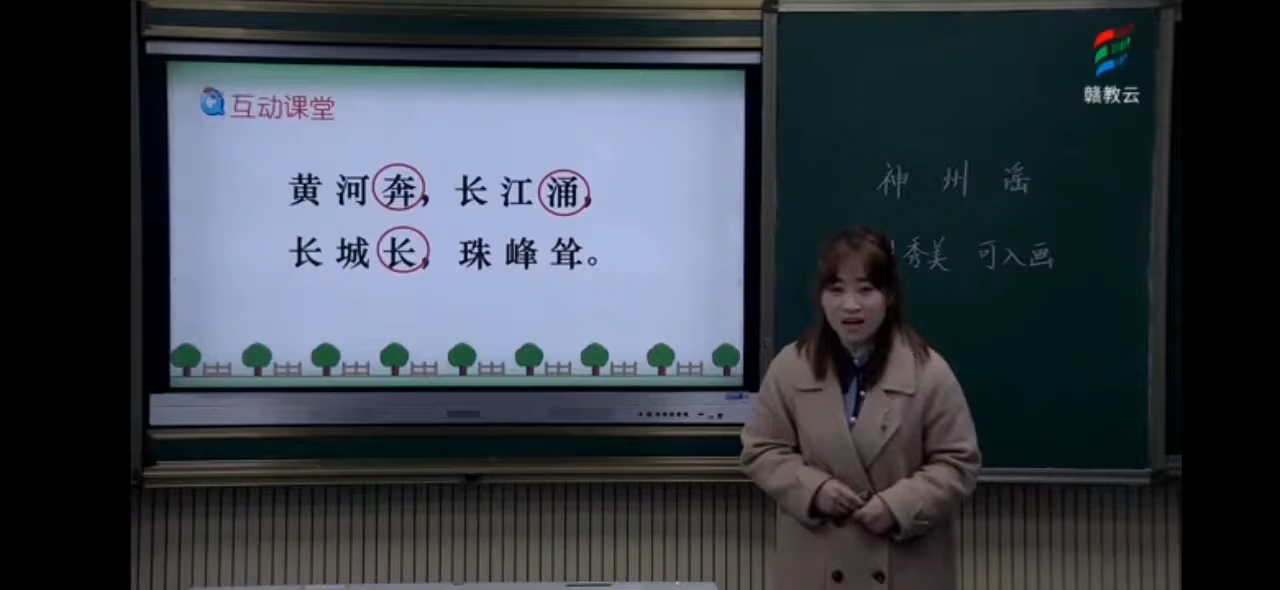 互动课堂
黄河奔，长江涌，
长城长，珠峰耸。
赣教云
神州谣
秀美 可入画